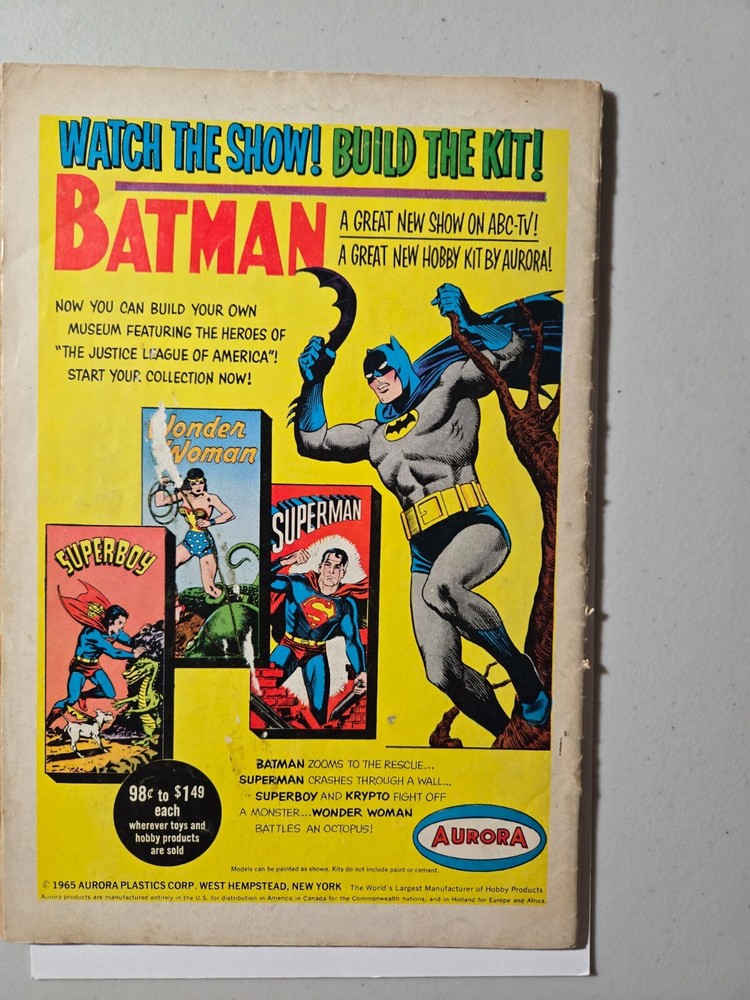 WATCH THE SHOW! BUILD THE KIT!
BATMAN
A GREAT NEW SHOW ON ABC-TV!
A GREAT NEW HOBBY KIT BY AURORA!
NOW YOU CAN BUILD YOUR OWN
MUSEUM FEATURING THE HEROES OF
"THE JUSTICE LEAGUE OF AMERICA"!
START YOUR COLLECTION NOW!
Wonder
Woman
SUPERMAN
SUPERBOY
BATMAN ZOOMS TO THE RESCUE...
SUPERMAN CRASHES THROUGH A WALL...
SUPERBOY AND KRYPTO FIGHT OFF
A MONSTER...WONDER WOMAN
BATTLES AN OCTOPUS!
98¢ to $1 49
each
wherever toys and
hobby products
are sold
AURORA
Models can be painted as shown. Kits do not include paint or cement.
© 1965 AURORA PLASTICS CORP. WEST HEMPSTEAD, NEW YORK The World's Largest Manufacturer of Hobby Products
Aurora products are manufactured entirely in the U.S. for distribution in America, in Canada for the Commonwealth nations, and in Holland for Europe and Africa.